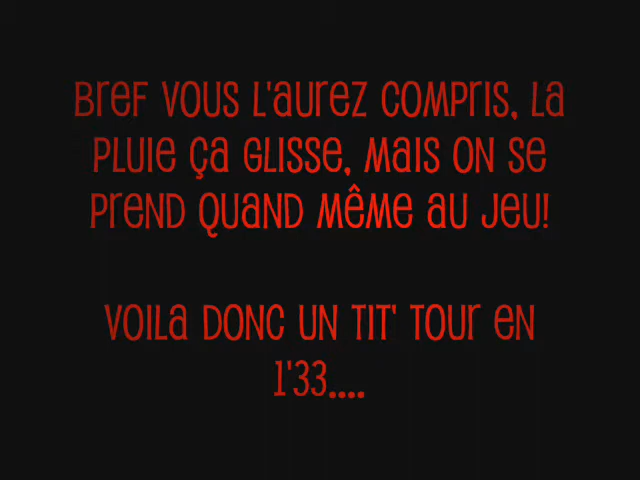 Bref vous l'aurez compris, la
pluie ça glisse, mais on se
prend quand même au jeu!
Voila donc un tit' tour en
1'33....